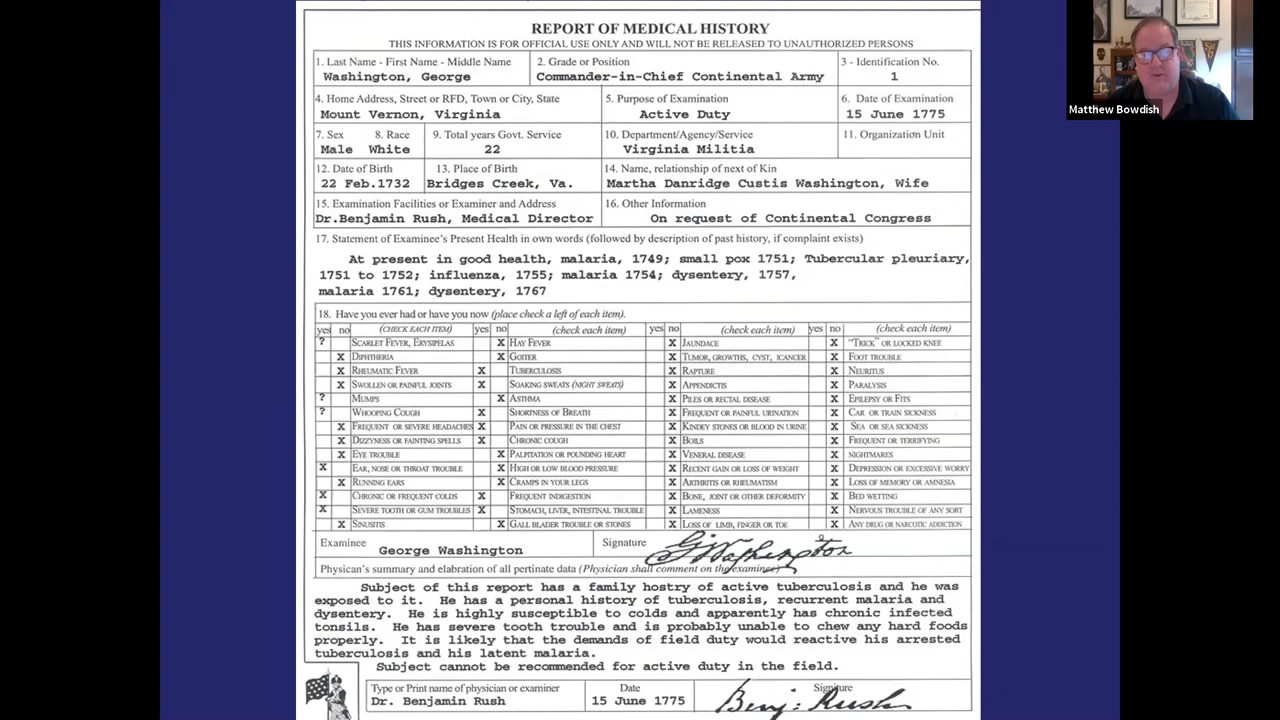 REPORT OF MEDICAL HISTORY
THIS INFORMATION IS FOR OFFICIAL USE ONLY AND WILL NOT BE RELEASED TO UNAUTHORIZED PERSONS
1. Last Name - First Name - Middle Name
Washington, George
2. Grade or Position
Commander-in-Chief Continental Army
3 - Identification No.
1
4. Home Address, Street or RFD, Town or City, State
Mount Vernon, Virginia
5. Purpose of Examination
Active Duty
6. Date of Examination
15 June 1775
7. Sex 8. Race
Male White
9. Total years Govt. Service
22
10. Department/Agency/Service
Virginia Militia
11. Organization Unit
12. Date of Birth
22 Feb.1732
13. Place of Birth
Bridges Creek, Va.
14. Name, relationship of next of Kin
Martha Danridge Custis Washington, Wife
15. Examination Facilities or Examiner and Address
Dr.Benjamin Rush, Medical Director
16. Other Information
On request of Continental Congress
17. Statement of Examinee's Present Health in own words (followed by description of past history, if complaint exists)
At present in good health, malaria, 1749; small pox 1751; Tubercular pleuriary,
1751 to 1752; influenza, 1755; malaria 1754; dysentery, 1757,
malaria 1761; dysentery, 1767
18. Have you ever had or have you now (place check a left of each item).
yes no (CHECK EACH ITEM) yes no (check each item) yes no (check each item) yes no (check each item)
? SCARLET FEVER, ERYSIPELAS X HAY FEVER X JAUNDACE X "TRICK" OR LOCKED KNEE
X DIPHTHERIA X GOITER X TUMOR, GROWTHS, CYST, ICANCER X FOOT TROUBLE
X RHEUMATIC FEVER X TUBERCULOSIS X RAPTURE X NEURITUS
X SWOLLEN OR PAINFUL JOINTS X SOAKING SWEATS (NIGHT SWEATS) X APPENDICTIS X PARALYSIS
? MUMPS X ASTHMA X PILES OR RECTAL DISEASE X EPILEPSY OR FITS
? WHOOPING COUGH X SHORTNESS OF BREATH X FREQUENT OR PAINFUL URINATION X CAR OR TRAIN SICKNESS
X FREQUENT OR SEVERE HEADACHES X PAIN OR PRESSURE IN THE CHEST X KINDEY STONES OR BLOOD IN URINE X SEA OR SEA SICKNESS
X DIZZYNESS OR FAINTING SPELLS X CHRONIC COUGH X BOILS X FREQUENT OR TERRIFYING
X EYE TROUBLE X PALPITATION OR POUNDING HEART X VENERAL DISEASE X NIGHTMARES
X EAR, NOSE OR THROAT TROUBLE X HIGH OR LOW BLOOD PRESSURE X RECENT GAIN OR LOSS OF WEIGHT X DEPRESSION OR EXCESSIVE WORRY
X RUNNING EARS X CRAMPS IN YOUR LEGS X ARTHRITIS OR RHEUMATISM X LOSS OF MEMORY OR AMNESIA
X CHRONIC OR FREQUENT COLDS X FREQUENT INDIGESTION X BONE, JOINT OR OTHER DEFORMITY X BED WETTING
X SEVERE TOOTH OR GUM TROUBLES X STOMACH, LIVER, INTESTINAL TROUBLE X LAMENESS X NERVOUS TROUBLE OF ANY SORT
X SINUSITIS X GALL BLADER TROUBLE OR STONES X LOSS OF LIMB, FINGER OR TOE X ANY DRUG OR NARCOTIC ADDICTION
Examinee
George Washington
Signature
G Washington
Physician's summary and elabration of all pertinate data (Physician shall comment on the examinee)
Subject of this report has a family hostry of active tuberculosis and he was
exposed to it. He has a personal history of tuberculosis, recurrent malaria and
dysentery. He is highly susceptible to colds and apparently has chronic infected
tonsils. He has severe tooth trouble and is probably unable to chew any hard foods
properly. It is likely that the demands of field duty would reactive his arrested
tuberculosis and his latent malaria.
Subject cannot be recommended for active duty in the field.
Type or Print name of physician or examiner
Dr. Benjamin Rush
Date
15 June 1775
Signature
Benj: Rush
Matthew Bowdish